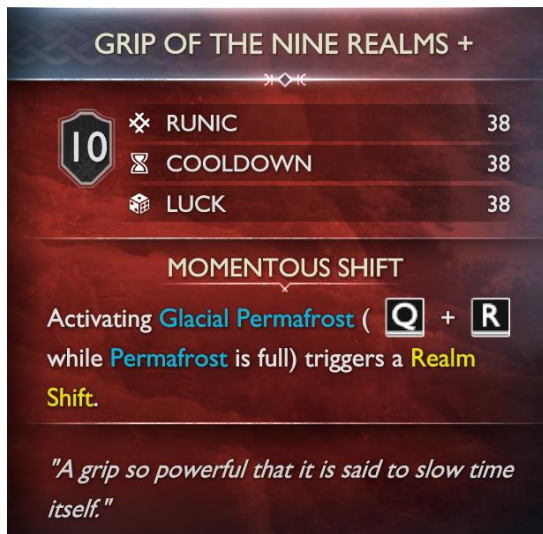 GRIP OF THE NINE REALMS +
10
RUNIC 38
COOLDOWN 38
LUCK 38
MOMENTOUS SHIFT
Activating Glacial Permafrost ( Q + R
while Permafrost is full) triggers a Realm
Shift.
"A grip so powerful that it is said to slow time
itself."